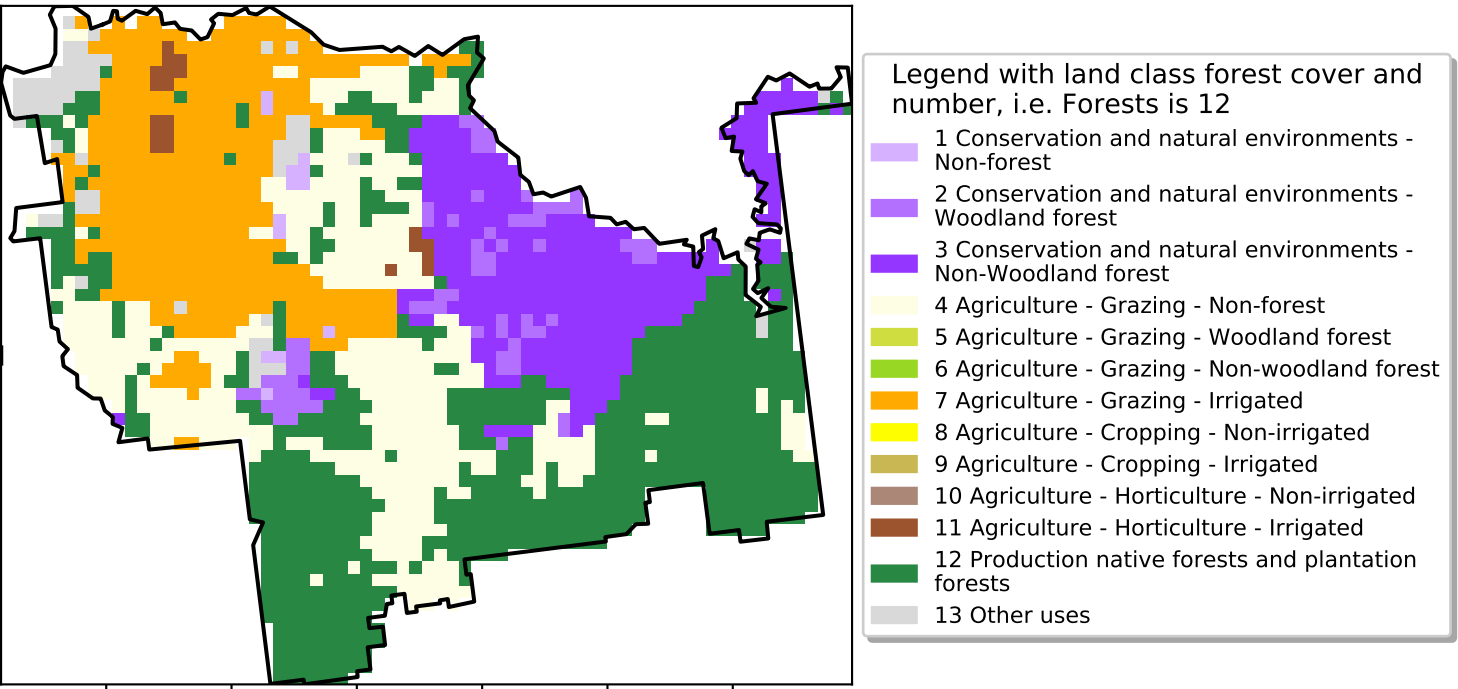 Legend with land class forest cover and
number, i.e. Forests is 12
1 Conservation and natural environments -
Non-forest
2 Conservation and natural environments -
Woodland forest
3 Conservation and natural environments -
Non-Woodland forest
4 Agriculture - Grazing - Non-forest
5 Agriculture - Grazing - Woodland forest
6 Agriculture - Grazing - Non-woodland forest
7 Agriculture - Grazing - Irrigated
8 Agriculture - Cropping - Non-irrigated
9 Agriculture - Cropping - Irrigated
10 Agriculture - Horticulture - Non-irrigated
11 Agriculture - Horticulture - Irrigated
12 Production native forests and plantation
forests
13 Other uses